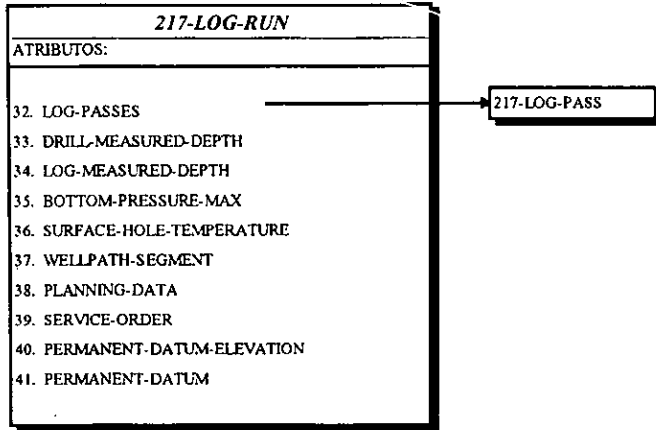 217-LOG-RUN
ATRIBUTOS:
32. LOG-PASSES
217-LOG-PASS
33. DRILL-MEASURED-DEPTH
34. LOG-MEASURED-DEPTH
35. BOTTOM-PRESSURE-MAX
36. SURFACE-HOLE-TEMPERATURE
37. WELLPATH-SEGMENT
38. PLANNING-DATA
39. SERVICE-ORDER
40. PERMANENT-DATUM-ELEVATION
41. PERMANENT-DATUM